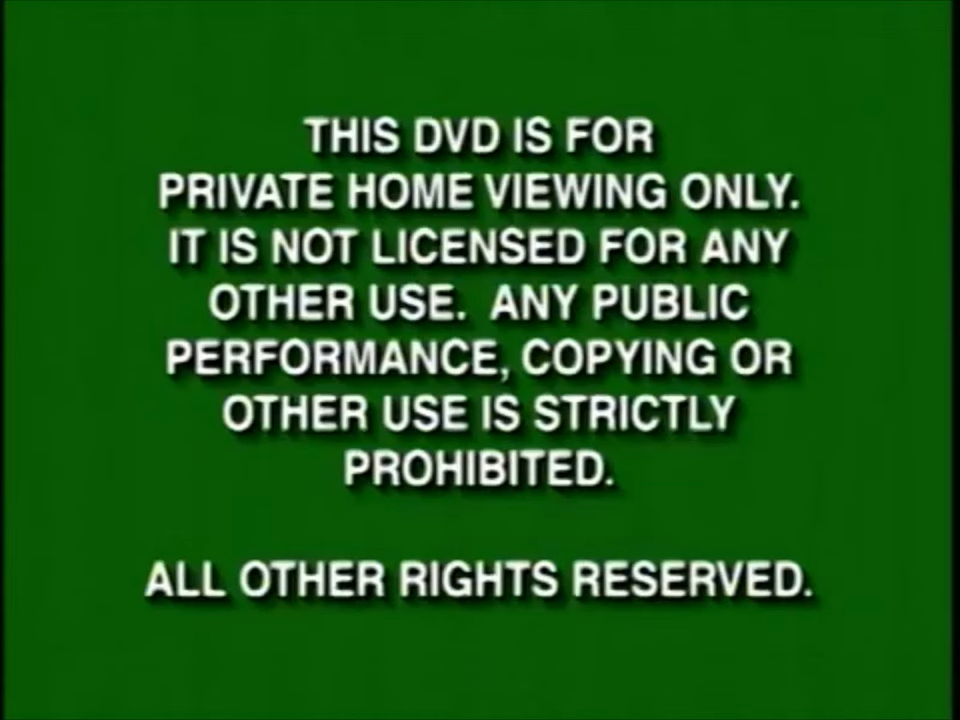 THIS DVD IS FOR
PRIVATE HOME VIEWING ONLY.
IT IS NOT LICENSED FOR ANY
OTHER USE.  ANY PUBLIC
PERFORMANCE, COPYING OR
OTHER USE IS STRICTLY
PROHIBITED.
ALL OTHER RIGHTS RESERVED.